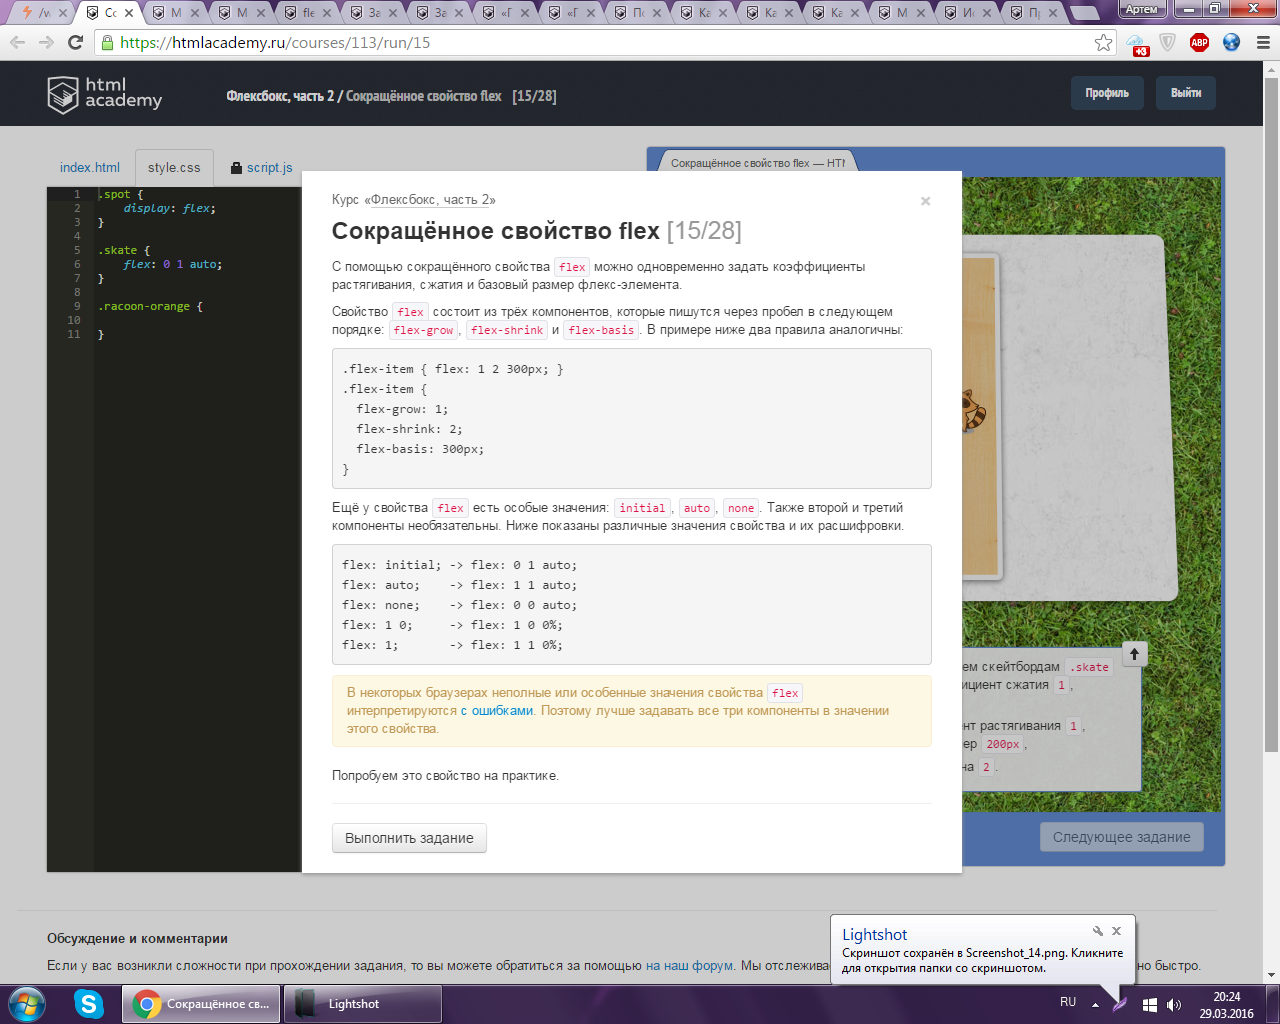 /w
Сс
М
М
fle
За
За
«Г
«Г
Пс
Ка
Ка
Ка
М
Ис
Пр
Артем
https://htmlacademy.ru/courses/113/run/15
+3
ABP
html
academy
Флексбокс, часть 2 / Сокращённое свойство flex [15/28]
Профиль
Выйти
index.html
style.css
script.js
Сокращённое свойство flex — HTM
1 .spot {
2 display: flex;
3 }
4
5 .skate {
6 flex: 0 1 auto;
7 }
8
9 .racoon-orange {
10
11 }
Курс «Флексбокс, часть 2»
×
Сокращённое свойство flex [15/28]
С помощью сокращённого свойства flex можно одновременно задать коэффициенты
растягивания, сжатия и базовый размер флекс-элемента.
Свойство flex состоит из трёх компонентов, которые пишутся через пробел в следующем
порядке: flex-grow, flex-shrink и flex-basis. В примере ниже два правила аналогичны:
.flex-item { flex: 1 2 300px; }
.flex-item {
flex-grow: 1;
flex-shrink: 2;
flex-basis: 300px;
}
Ещё у свойства flex есть особые значения: initial, auto, none. Также второй и третий
компоненты необязательны. Ниже показаны различные значения свойства и их расшифровки.
flex: initial; -> flex: 0 1 auto;
flex: auto; -> flex: 1 1 auto;
flex: none; -> flex: 0 0 auto;
flex: 1 0; -> flex: 1 0 0%;
flex: 1; -> flex: 1 1 0%;
В некоторых браузерах неполные или особенные значения свойства flex
интерпретируются с ошибками. Поэтому лучше задавать все три компоненты в значении
этого свойства.
Попробуем это свойство на практике.
Выполнить задание
ем скейтбордам .skate
ициент сжатия 1,
нт растягивания 1,
ер 200px,
на 2.
Следующее задание
Обсуждение и комментарии
Если у вас возникли сложности при прохождении задания, то вы можете обратиться за помощью на наш форум. Мы отслежива
но быстро.
Lightshot
Скриншот сохранён в Screenshot_14.png. Кликните
для открытия папки со скриншотом.
Сокращённое св...
Lightshot
RU
20:24
29.03.2016